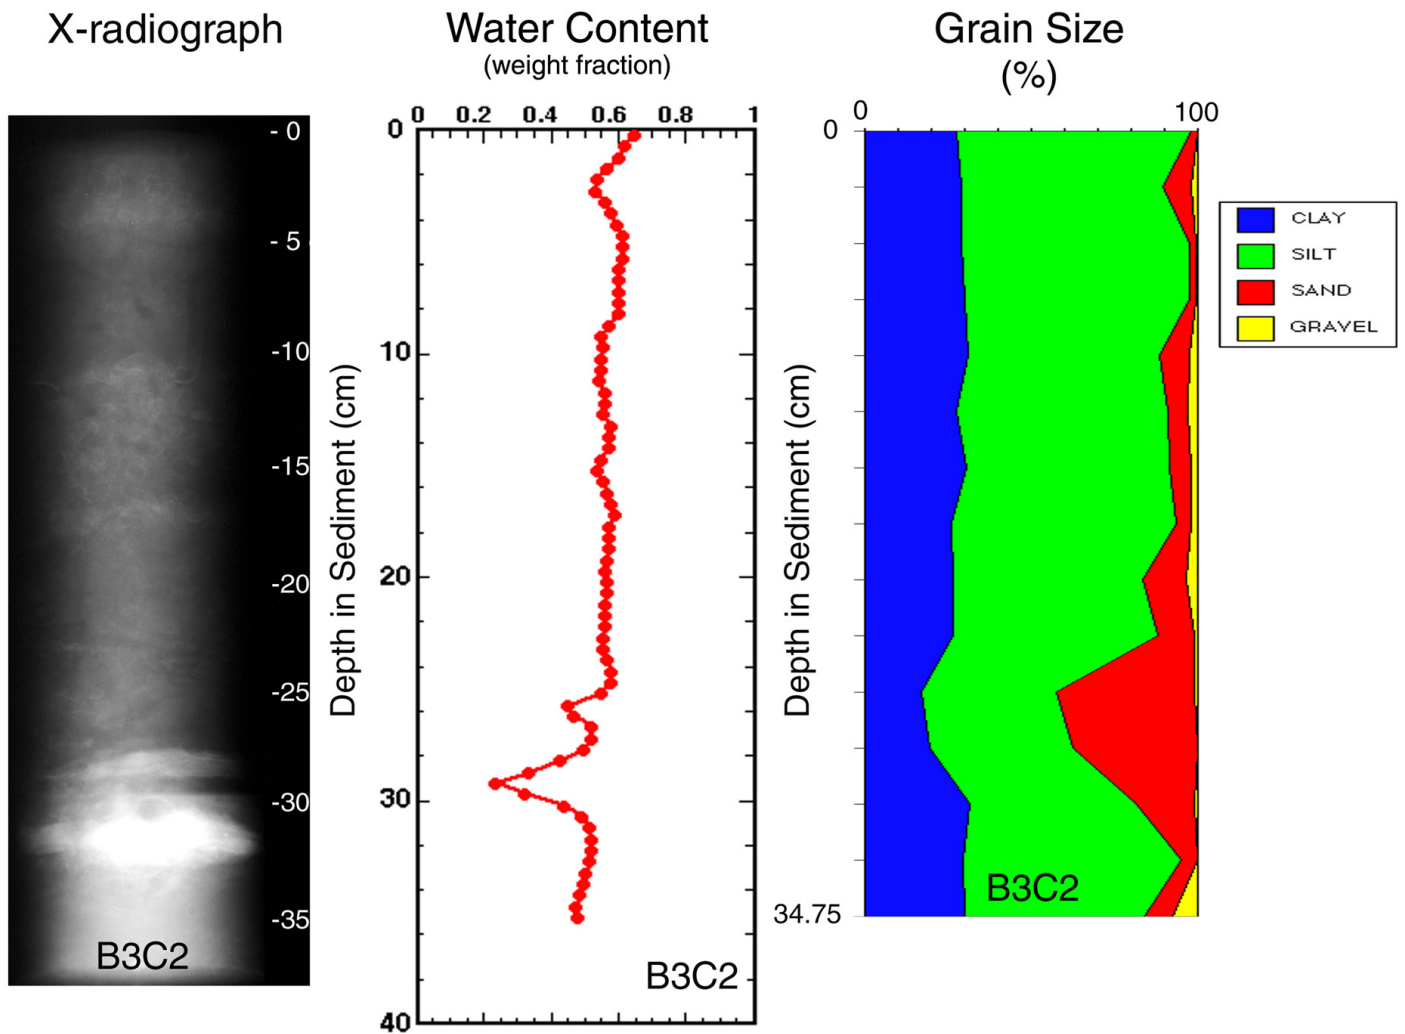 X-radiograph
- 0
- 5
-10
-15
-20
-25
-30
-35
B3C2
Water Content
(weight fraction)
0 0.2 0.4 0.6 0.8 1
0
10
20
30
40
Depth in Sediment (cm)
B3C2
Grain Size
(%)
0 100
0
34.75
Depth in Sediment (cm)
B3C2
CLAY
SILT
SAND
GRAVEL